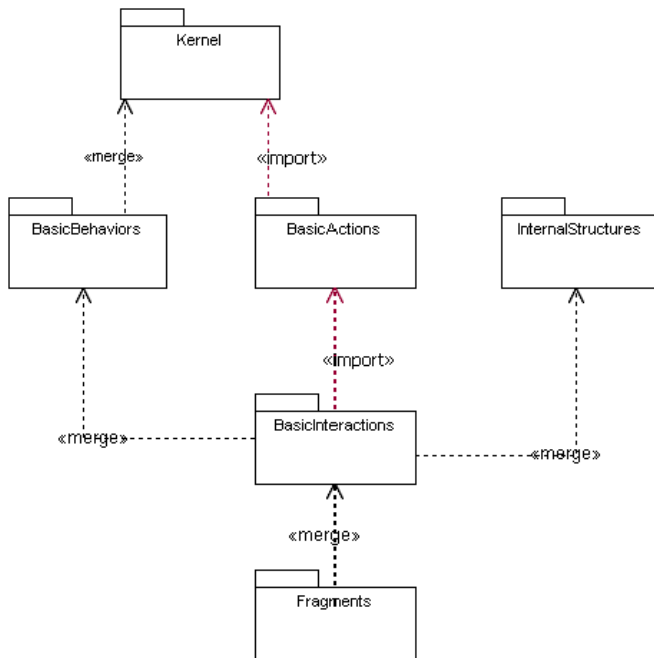 Kernel
«merge»
«import»
BasicBehaviors
BasicActions
InternalStructures
«import»
BasicInteractions
«merge»
«merge»
«merge»
Fragments